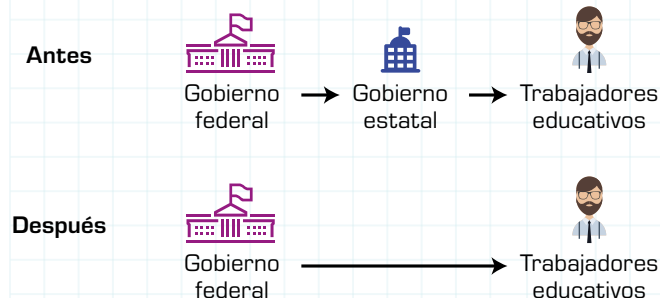 Antes
Gobierno
federal
Gobierno
estatal
Trabajadores
educativos
Después
Gobierno
federal
Trabajadores
educativos